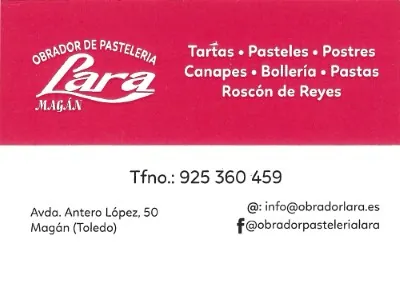 OBRADOR DE PASTELERIA
Lara
MAGÁN
Tartas • Pasteles • Postres
Canapes • Bollería • Pastas
Roscón de Reyes
Tfno.: 925 360 459
Avda. Antero López, 50
Magán (Toledo)
@: info@obradorlara.es
f@obradorpastelerialara